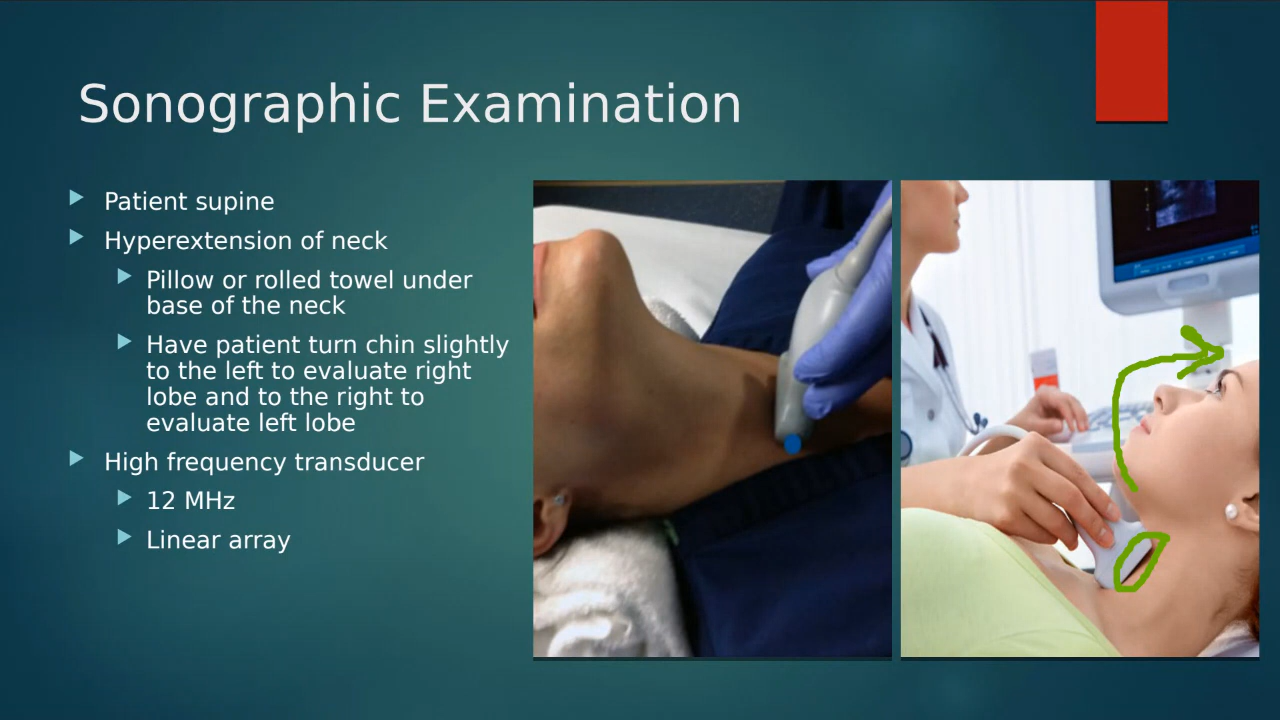 Sonographic Examination
Patient supine
Hyperextension of neck
Pillow or rolled towel under
base of the neck
Have patient turn chin slightly
to the left to evaluate right
lobe and to the right to
evaluate left lobe
High frequency transducer
12 MHz
Linear array